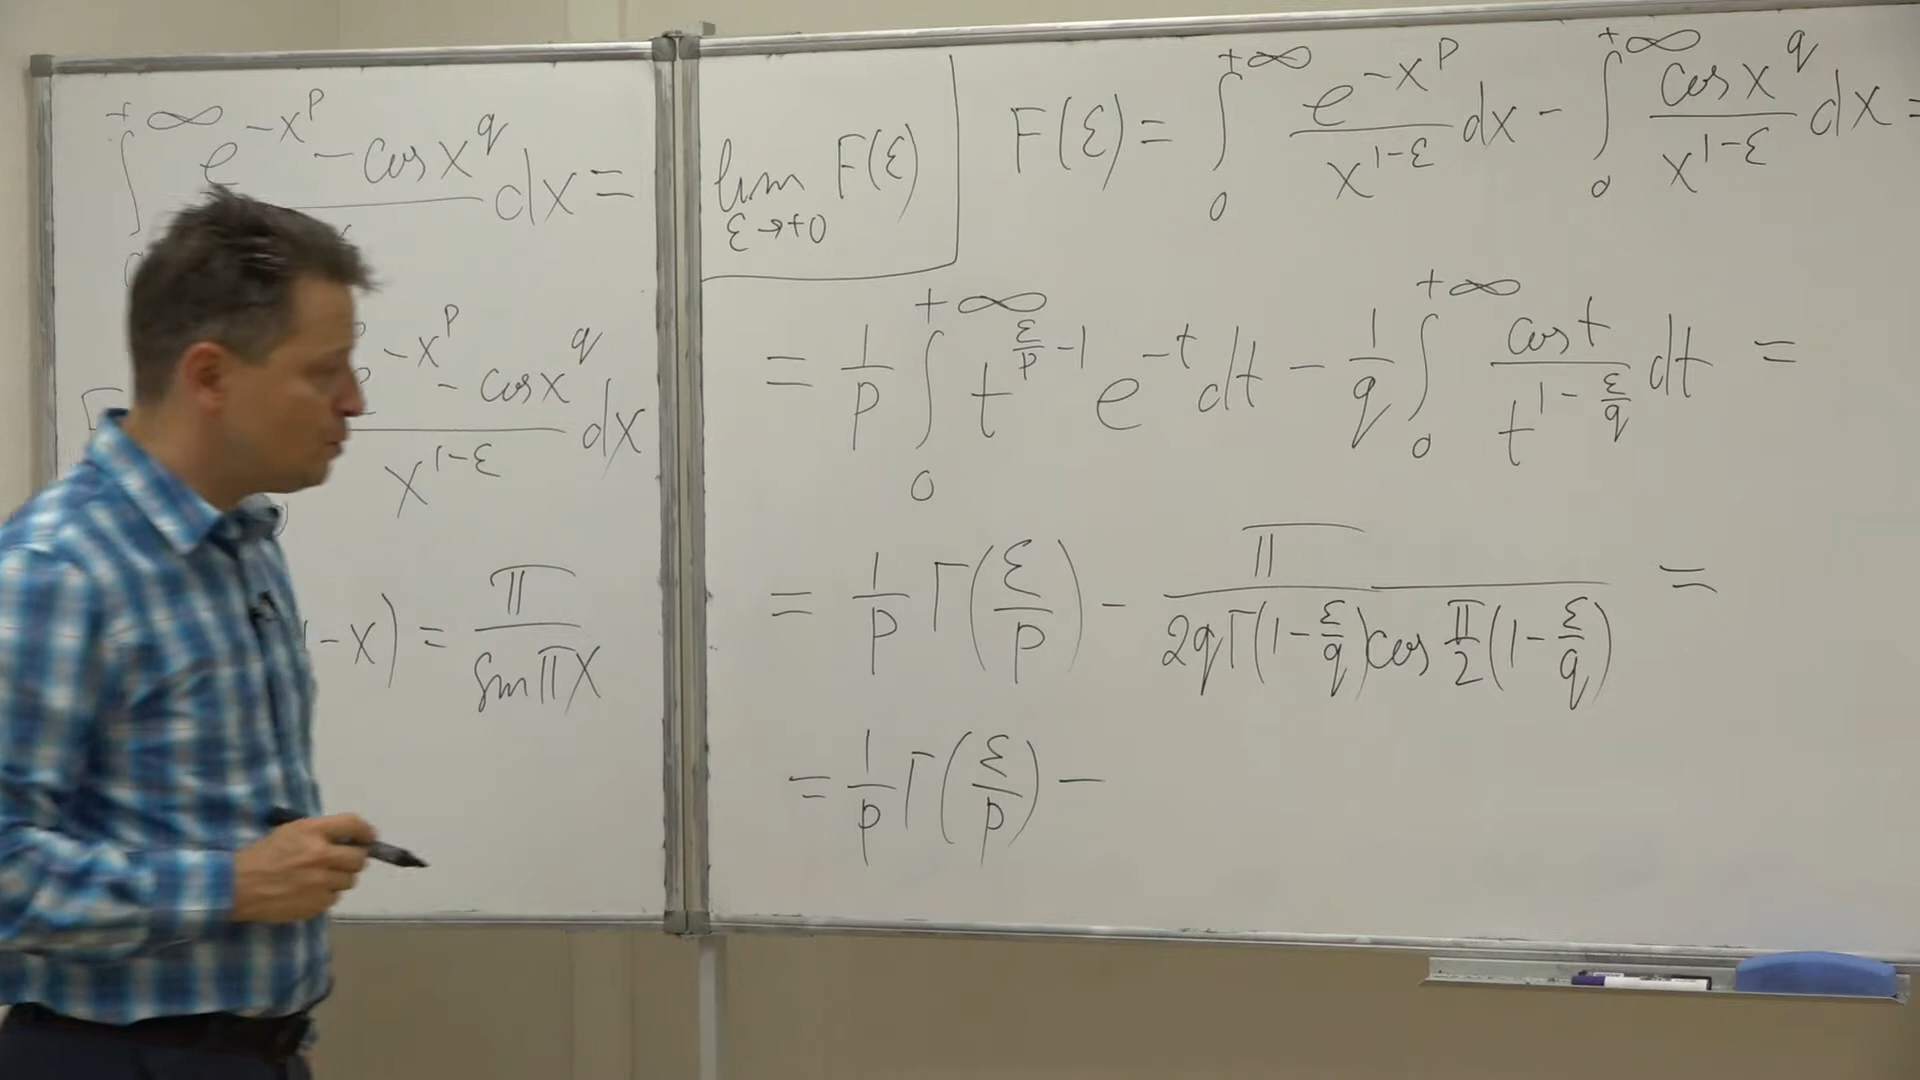 ∫ e^{-x^p} - cos x^q dx =
+∞
-x^p - cos x^q dx
x^{1-ε}
-x) = π / sin πx
lim F(ε)
ε→+0
F(ε) = ∫_0^{+∞} e^{-x^p} / x^{1-ε} dx - ∫_0^{+∞} cos x^q / x^{1-ε} dx =
= 1/p ∫_0^{+∞} t^{ε/p - 1} e^{-t} dt - 1/q ∫_0^{+∞} cos t / t^{1 - ε/q} dt =
= 1/p Γ(ε/p) - π / 2qΓ(1-ε/q) cos π/2 (1-ε/q) =
= 1/p Γ(ε/p) -